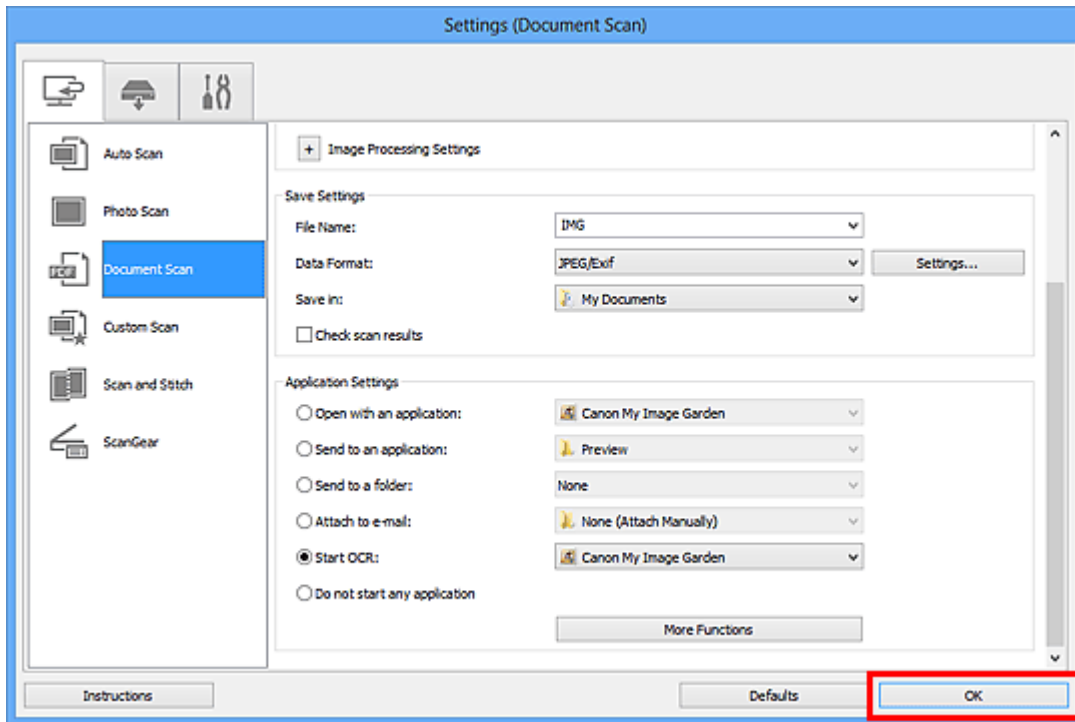 Settings (Document Scan)
Auto Scan
Photo Scan
PDF
Document Scan
Custom Scan
Scan and Stitch
ScanGear
+ Image Processing Settings
Save Settings
File Name: IMG
Data Format: JPEG/Exif Settings...
Save in: My Documents
Check scan results
Application Settings
Open with an application: Canon My Image Garden
Send to an application: Preview
Send to a folder: None
Attach to e-mail: None (Attach Manually)
Start OCR: Canon My Image Garden
Do not start any application
More Functions
Instructions Defaults OK